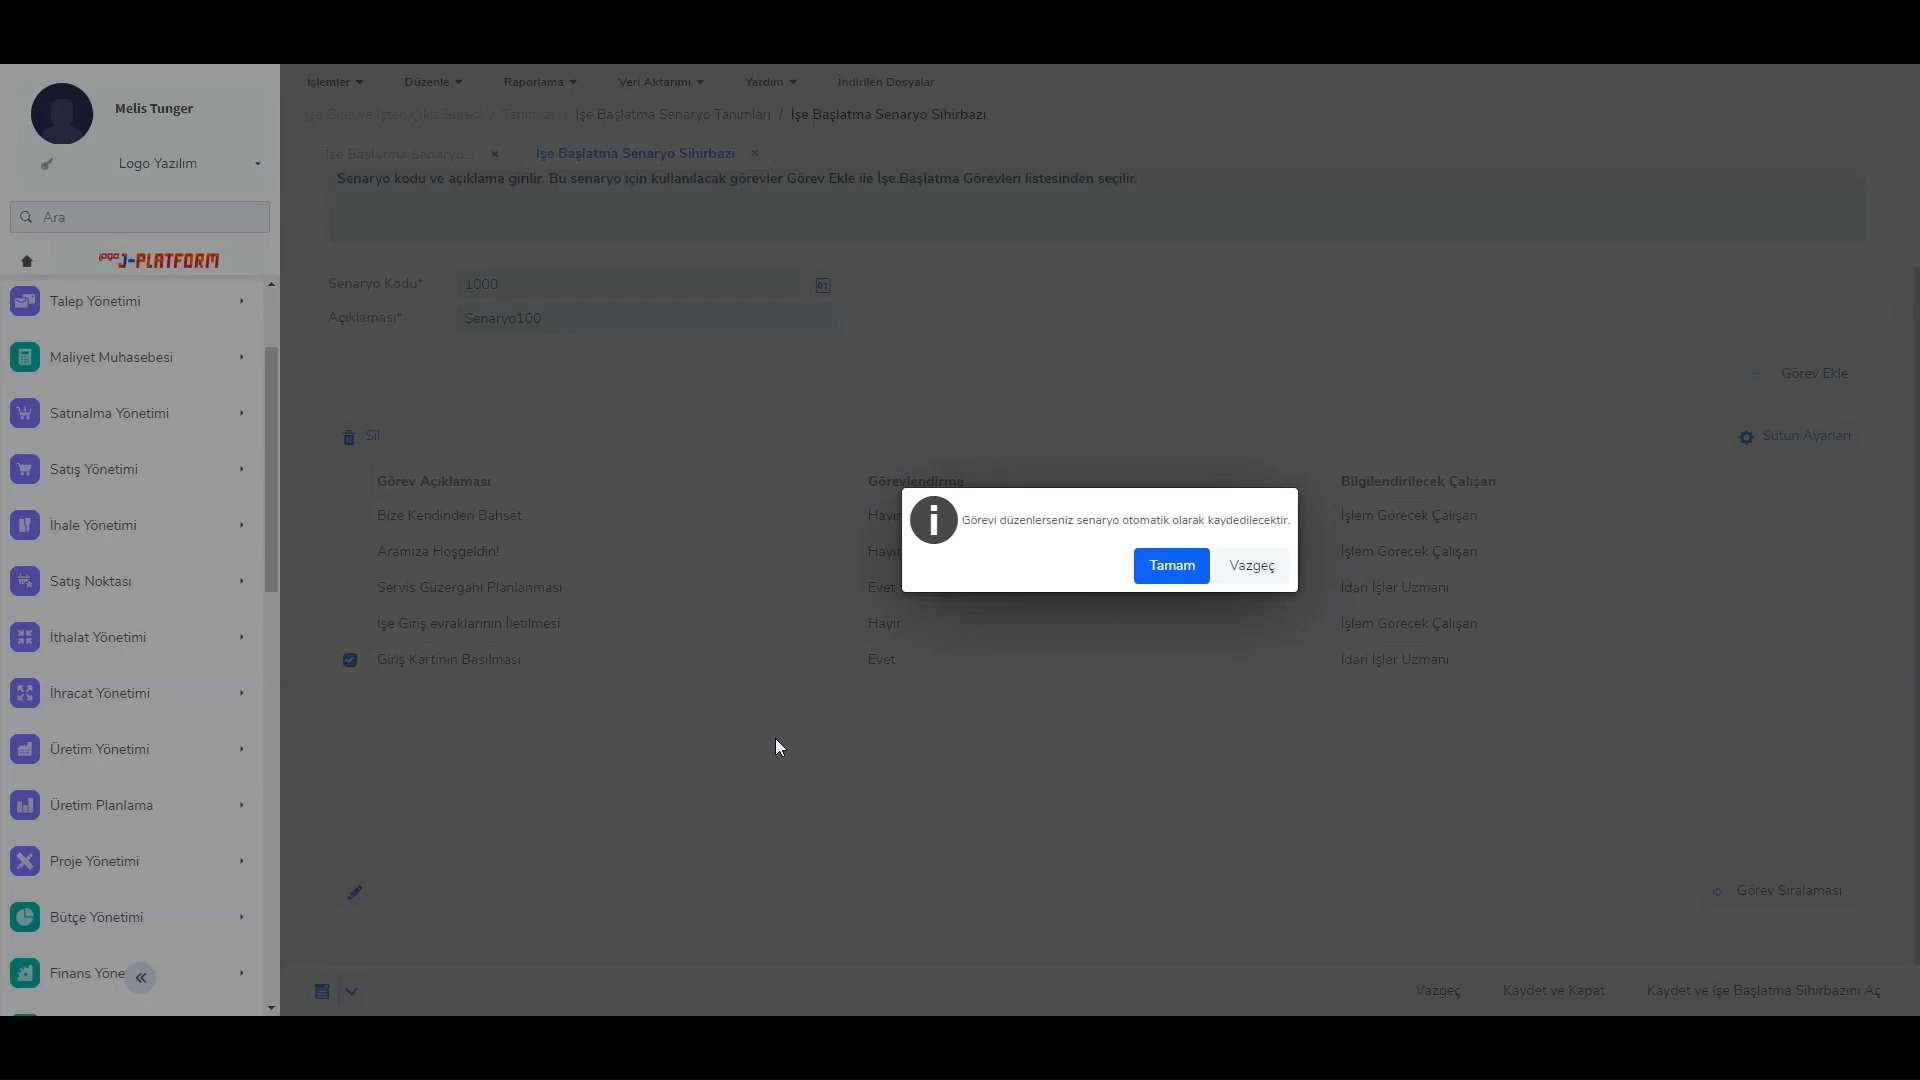 Melis Tunger
Logo Yazılım
Ara
logo J-PLATFORM
Talep Yönetimi
Maliyet Muhasebesi
Satınalma Yönetimi
Satış Yönetimi
İhale Yönetimi
Satış Noktası
İthalat Yönetimi
İhracat Yönetimi
Üretim Yönetimi
Üretim Planlama
Proje Yönetimi
Bütçe Yönetimi
Finans Yöne
İşlemler Düzenle Raporlama Veri Aktarımı Yardım İndirilen Dosyalar
İşe Giriş ve İşten Çıkış Süreci / Tanımlar / İşe Başlatma Senaryo Tanımları / İşe Başlatma Senaryo Sihirbazı
İşe Başlatma Senaryo... × İşe Başlatma Senaryo Sihirbazı ×
Senaryo kodu ve açıklama girilir. Bu senaryo için kullanılacak görevler Görev Ekle ile İşe Başlatma Görevleri listesinden seçilir.
Senaryo Kodu* 1000
Açıklaması* Senaryo100
Görev Ekle
Sil Sütun Ayarları
Görev Açıklaması Görevlendirme Bilgilendirilecek Çalışan
Bize Kendinden Bahset Hayır İşlem Görecek Çalışan
Aramıza Hoşgeldin! Hayır İşlem Görecek Çalışan
Servis Güzergahı Planlanması Evet İdari İşler Uzmanı
İşe Giriş evraklarının İletilmesi Hayır İşlem Görecek Çalışan
Giriş Kartının Basılması Evet İdari İşler Uzmanı
Görevi düzenlerseniz senaryo otomatik olarak kaydedilecektir.
Tamam Vazgeç
Görev Sıralaması
Vazgeç Kaydet ve Kapat Kaydet ve İşe Başlatma Sihirbazını Aç